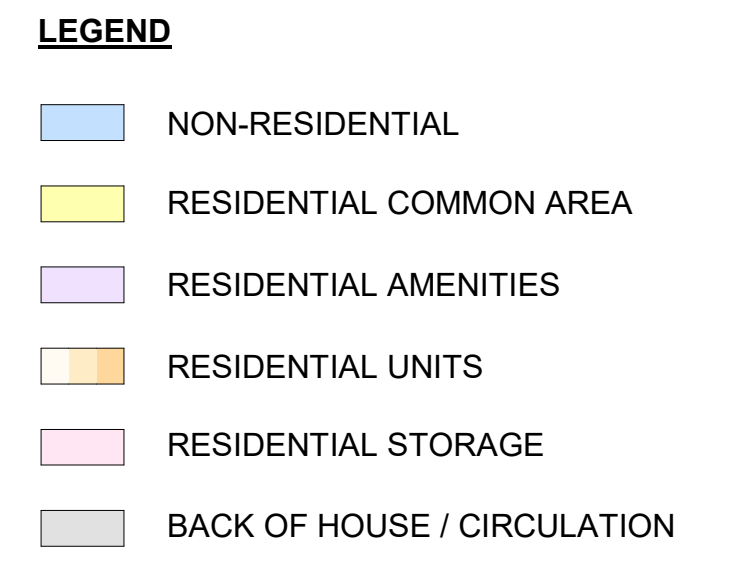 LEGEND
NON-RESIDENTIAL
RESIDENTIAL COMMON AREA
RESIDENTIAL AMENITIES
RESIDENTIAL UNITS
RESIDENTIAL STORAGE
BACK OF HOUSE / CIRCULATION